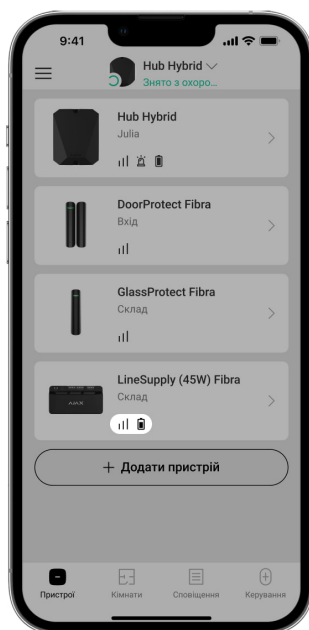 9:41
Hub Hybrid
Знято з охоро...
Hub Hybrid
Julia
DoorProtect Fibra
Вхід
GlassProtect Fibra
Склад
LineSupply (45W) Fibra
Склад
AJAX
+ Додати пристрій
Пристрої
Кімнати
Сповіщення
Керування